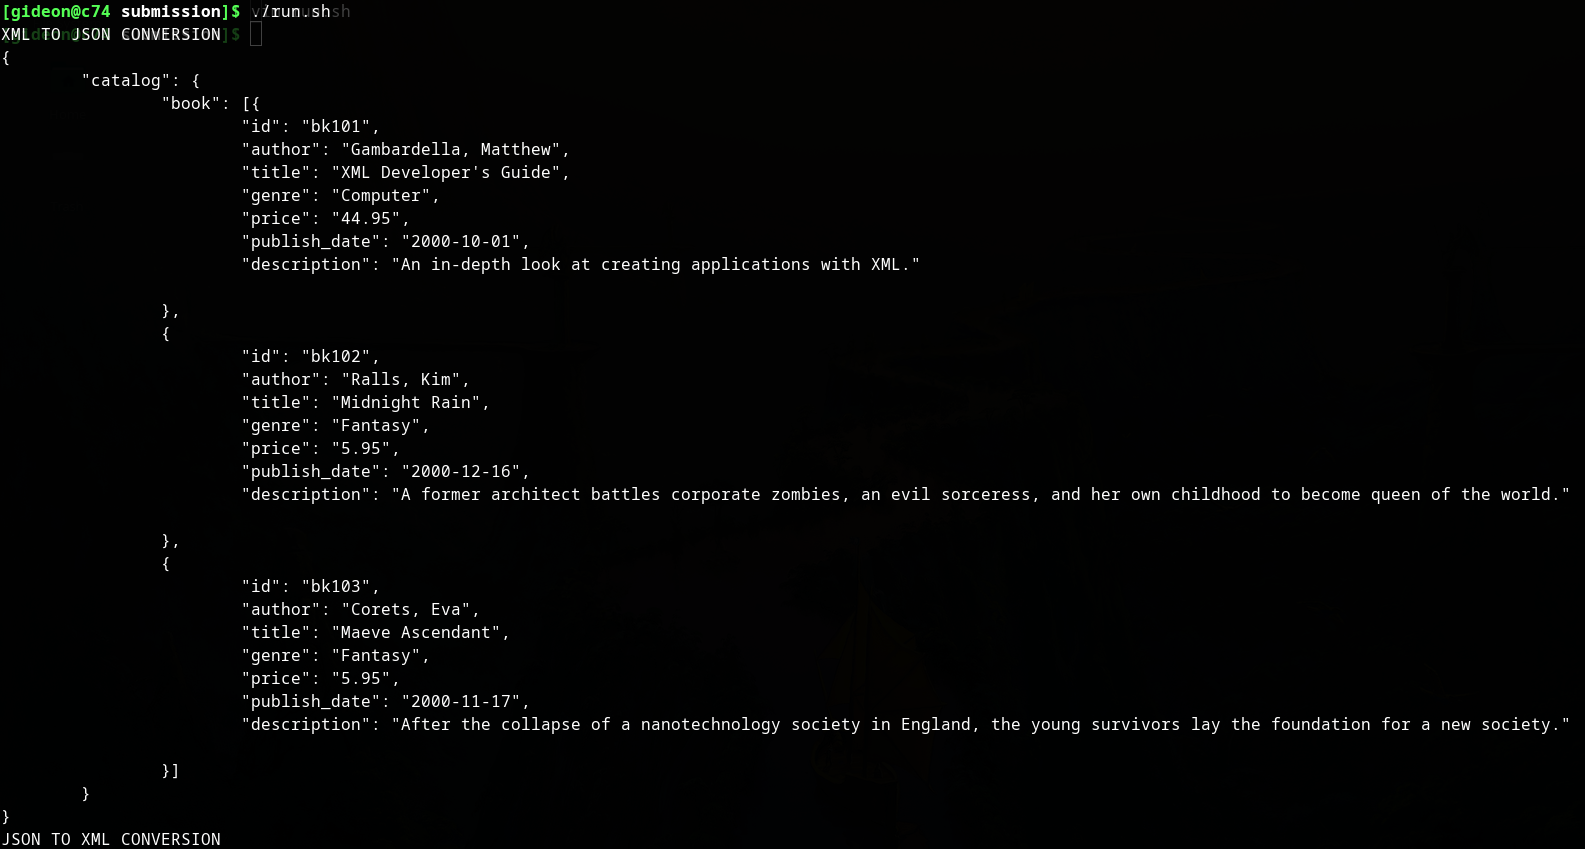 [gideon@c74 submission]$ ./run.sh
XML TO JSON CONVERSION
{
"catalog": {
"book": [{
"id": "bk101",
"author": "Gambardella, Matthew",
"title": "XML Developer's Guide",
"genre": "Computer",
"price": "44.95",
"publish_date": "2000-10-01",
"description": "An in-depth look at creating applications with XML."
},
{
"id": "bk102",
"author": "Ralls, Kim",
"title": "Midnight Rain",
"genre": "Fantasy",
"price": "5.95",
"publish_date": "2000-12-16",
"description": "A former architect battles corporate zombies, an evil sorceress, and her own childhood to become queen of the world."
},
{
"id": "bk103",
"author": "Corets, Eva",
"title": "Maeve Ascendant",
"genre": "Fantasy",
"price": "5.95",
"publish_date": "2000-11-17",
"description": "After the collapse of a nanotechnology society in England, the young survivors lay the foundation for a new society."
}]
}
}
JSON TO XML CONVERSION